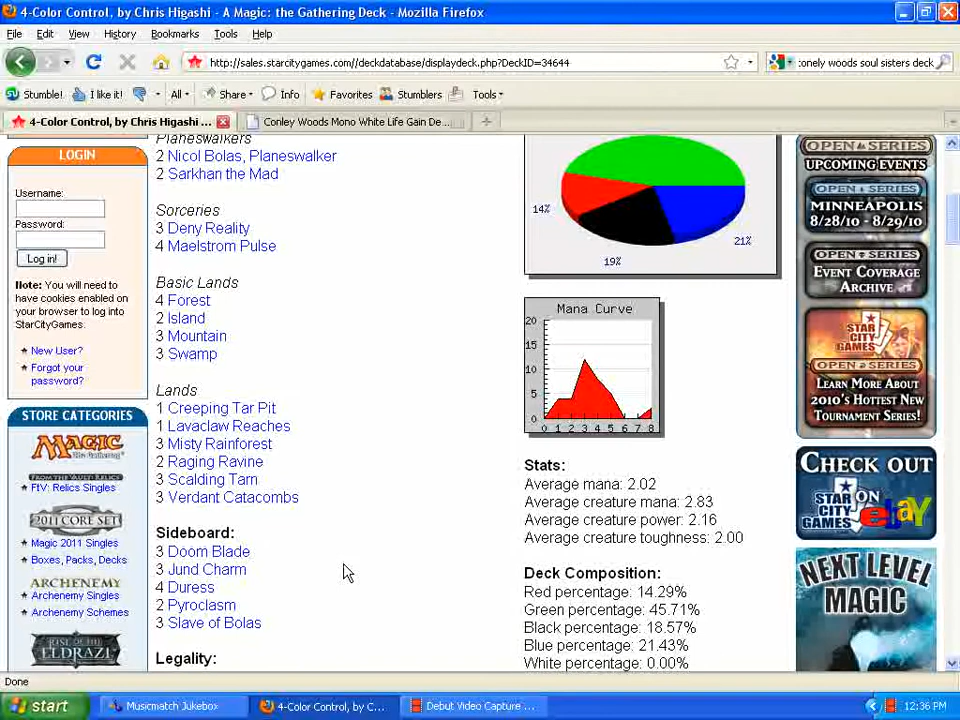 4-Color Control, by Chris Higashi - A Magic: the Gathering Deck - Mozilla Firefox
File Edit View History Bookmarks Tools Help
http://sales.starcitygames.com//deckdatabase/displaydeck.php?DeckID=34644
onely woods soul sisters deck
Stumble! I like it! All Share Info Favorites Stumblers Tools
4-Color Control, by Chris Higashi ...
Conley Woods Mono White Life Gain De...
LOGIN
Username:
Password:
Log in!
Note: You will need to
have cookies enabled on
your browser to log into
StarCityGames.
New User?
Forgot your
password?
STORE CATEGORIES
MAGIC
FROM THE VAULT: RELICS
FtV: Relics Singles
2011 CORE SET
Magic 2011 Singles
Boxes, Packs, Decks
ARCHENEMY
Archenemy Singles
Archenemy Schemes
RISE OF THE
ELDRAZI
Planeswalkers
2 Nicol Bolas, Planeswalker
2 Sarkhan the Mad
Sorceries
3 Deny Reality
4 Maelstrom Pulse
Basic Lands
4 Forest
2 Island
3 Mountain
3 Swamp
Lands
1 Creeping Tar Pit
1 Lavaclaw Reaches
3 Misty Rainforest
2 Raging Ravine
3 Scalding Tarn
3 Verdant Catacombs
Sideboard:
3 Doom Blade
3 Jund Charm
4 Duress
2 Pyroclasm
3 Slave of Bolas
Legality:
14%
19%
21%
Mana Curve
20
15
10
5
0
0 1 2 3 4 5 6 7 8
Stats:
Average mana: 2.02
Average creature mana: 2.83
Average creature power: 2.16
Average creature toughness: 2.00
Deck Composition:
Red percentage: 14.29%
Green percentage: 45.71%
Black percentage: 18.57%
Blue percentage: 21.43%
White percentage: 0.00%
OPEN SERIES
UPCOMING EVENTS
OPEN SERIES
MINNEAPOLIS
8/28/10 - 8/29/10
OPEN SERIES
EVENT COVERAGE
ARCHIVE
STAR
CITY
GAMES
OPEN SERIES
LEARN MORE ABOUT
2010'S HOTTEST NEW
TOURNAMENT SERIES!
CHECK OUT
STAR
CITY
GAMES
ON
ebaY
NEXT LEVEL
MAGIC
Done
start
Musicmatch Jukebox
4-Color Control, by C...
Debut Video Capture ...
12:36 PM